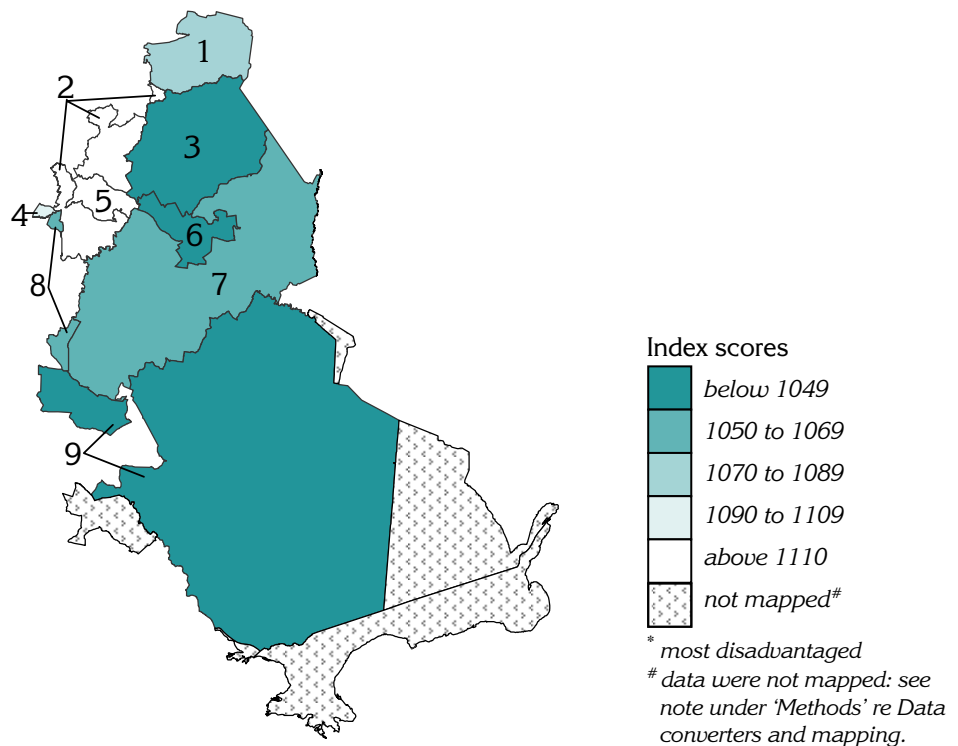 1
2
3
5
4
6
7
8
9
Index scores
below 1049
1050 to 1069
1070 to 1089
1090 to 1109
above 1110
not mapped#
* most disadvantaged
# data were not mapped: see
note under ‘Methods’ re Data
converters and mapping.